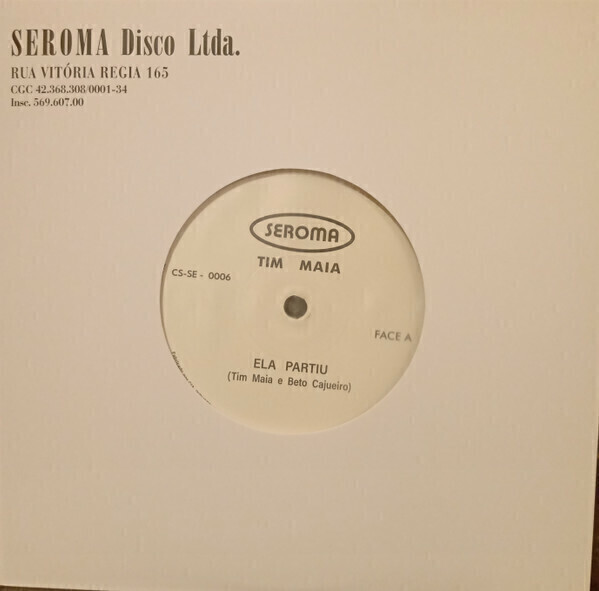 SEROMA Disco Ltda.
RUA VITÓRIA REGIA 165
CGC 42.368.308/0001-34
Insc. 569.607.00
SEROMA
TIM MAIA
CS-SE - 0006
FACE A
ELA PARTIU
(Tim Maia e Beto Cajueiro)